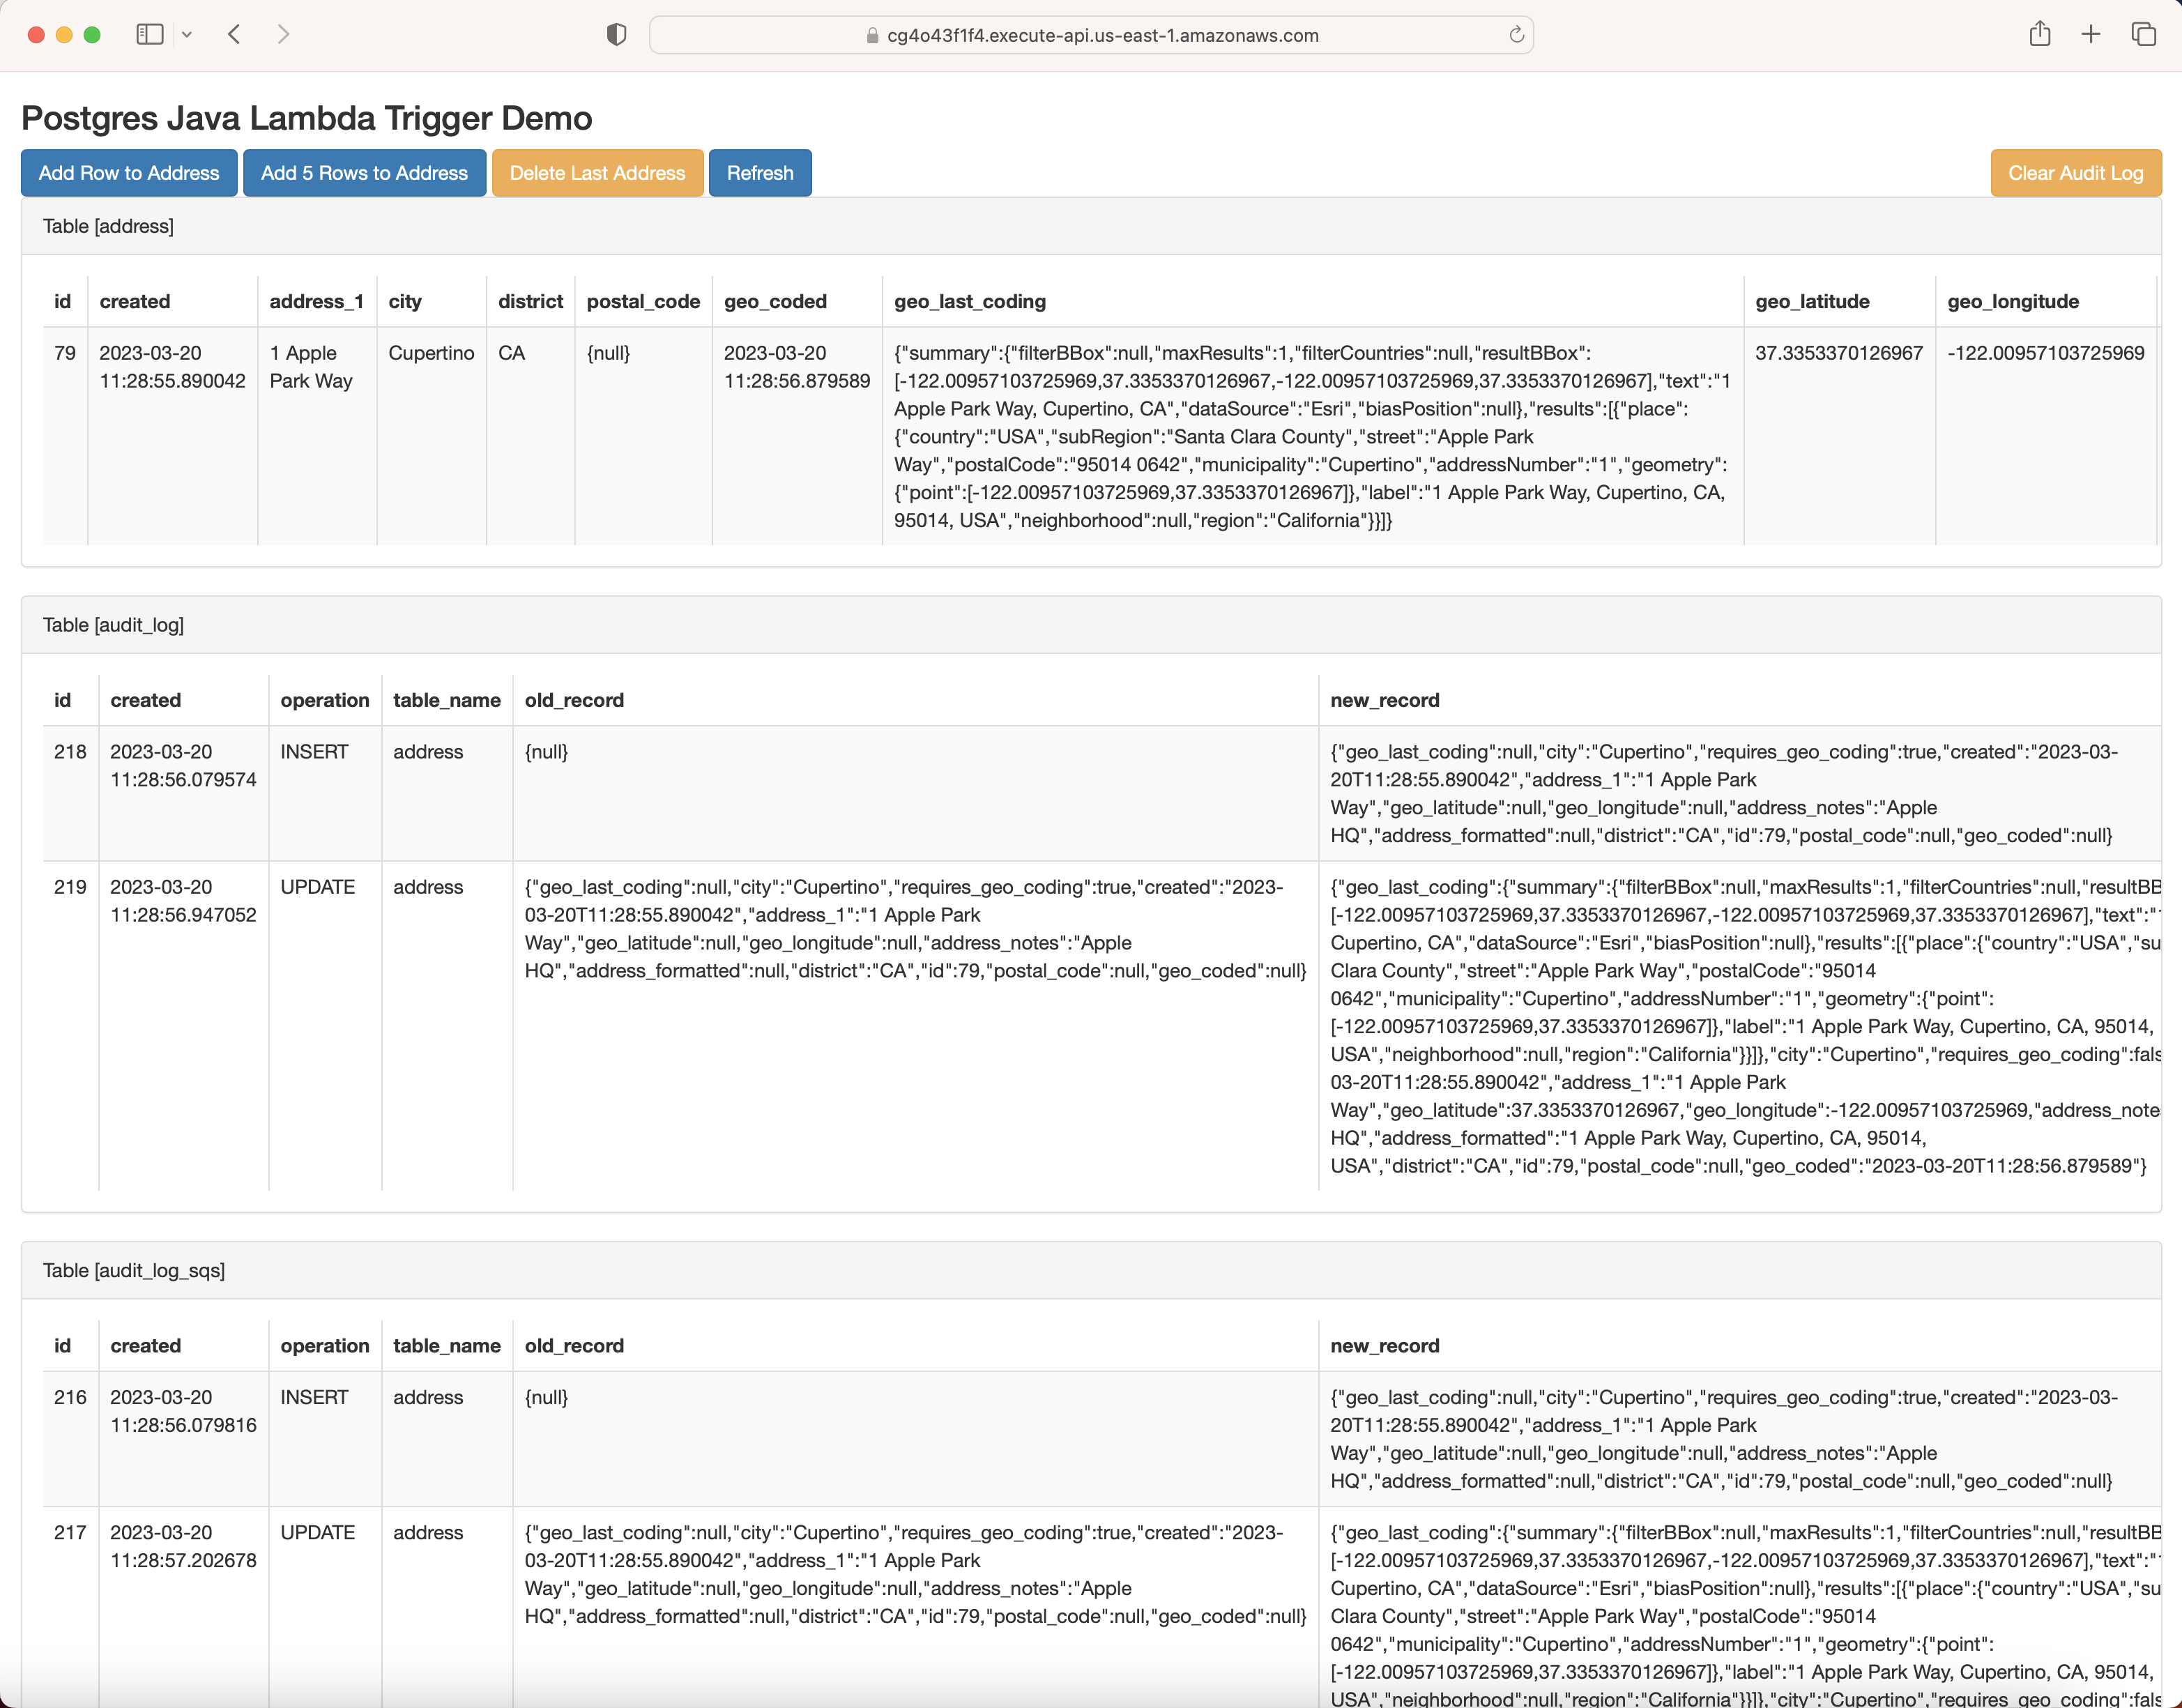 cg4o43f1f4.execute-api.us-east-1.amazonaws.com
Postgres Java Lambda Trigger Demo
Add Row to Address Add 5 Rows to Address Delete Last Address Refresh Clear Audit Log
Table [address]
id created address_1 city district postal_code geo_coded geo_last_coding geo_latitude geo_longitude
79 2023-03-20 1 Apple Cupertino CA {null} 2023-03-20 {"summary":{"filterBBox":null,"maxResults":1,"filterCountries":null,"resultBBox": 37.3353370126967 -122.00957103725969
11:28:55.890042 Park Way 11:28:56.879589 [-122.00957103725969,37.3353370126967,-122.00957103725969,37.3353370126967],"text":"1
Apple Park Way, Cupertino, CA","dataSource":"Esri","biasPosition":null},"results":[{"place":
{"country":"USA","subRegion":"Santa Clara County","street":"Apple Park
Way","postalCode":"95014 0642","municipality":"Cupertino","addressNumber":"1","geometry":
{"point":[-122.00957103725969,37.3353370126967]},"label":"1 Apple Park Way, Cupertino, CA,
95014, USA","neighborhood":null,"region":"California"}}]}
Table [audit_log]
id created operation table_name old_record new_record
218 2023-03-20 INSERT address {null} {"geo_last_coding":null,"city":"Cupertino","requires_geo_coding":true,"created":"2023-03-
11:28:56.079574 20T11:28:55.890042","address_1":"1 Apple Park
Way","geo_latitude":null,"geo_longitude":null,"address_notes":"Apple
HQ","address_formatted":null,"district":"CA","id":79,"postal_code":null,"geo_coded":null}
219 2023-03-20 UPDATE address {"geo_last_coding":null,"city":"Cupertino","requires_geo_coding":true,"created":"2023- {"geo_last_coding":{"summary":{"filterBBox":null,"maxResults":1,"filterCountries":null,"resultBB
11:28:56.947052 03-20T11:28:55.890042","address_1":"1 Apple Park [-122.00957103725969,37.3353370126967,-122.00957103725969,37.3353370126967],"text":"
Way","geo_latitude":null,"geo_longitude":null,"address_notes":"Apple Cupertino, CA","dataSource":"Esri","biasPosition":null},"results":[{"place":{"country":"USA","su
HQ","address_formatted":null,"district":"CA","id":79,"postal_code":null,"geo_coded":null} Clara County","street":"Apple Park Way","postalCode":"95014
0642","municipality":"Cupertino","addressNumber":"1","geometry":{"point":
[-122.00957103725969,37.3353370126967]},"label":"1 Apple Park Way, Cupertino, CA, 95014,
USA","neighborhood":null,"region":"California"}}]},"city":"Cupertino","requires_geo_coding":fals
03-20T11:28:55.890042","address_1":"1 Apple Park
Way","geo_latitude":37.3353370126967,"geo_longitude":-122.00957103725969,"address_note
HQ","address_formatted":"1 Apple Park Way, Cupertino, CA, 95014,
USA","district":"CA","id":79,"postal_code":null,"geo_coded":"2023-03-20T11:28:56.879589"}
Table [audit_log_sqs]
id created operation table_name old_record new_record
216 2023-03-20 INSERT address {null} {"geo_last_coding":null,"city":"Cupertino","requires_geo_coding":true,"created":"2023-03-
11:28:56.079816 20T11:28:55.890042","address_1":"1 Apple Park
Way","geo_latitude":null,"geo_longitude":null,"address_notes":"Apple
HQ","address_formatted":null,"district":"CA","id":79,"postal_code":null,"geo_coded":null}
217 2023-03-20 UPDATE address {"geo_last_coding":null,"city":"Cupertino","requires_geo_coding":true,"created":"2023- {"geo_last_coding":{"summary":{"filterBBox":null,"maxResults":1,"filterCountries":null,"resultBB
11:28:57.202678 03-20T11:28:55.890042","address_1":"1 Apple Park [-122.00957103725969,37.3353370126967,-122.00957103725969,37.3353370126967],"text":"
Way","geo_latitude":null,"geo_longitude":null,"address_notes":"Apple Cupertino, CA","dataSource":"Esri","biasPosition":null},"results":[{"place":{"country":"USA","su
HQ","address_formatted":null,"district":"CA","id":79,"postal_code":null,"geo_coded":null} Clara County","street":"Apple Park Way","postalCode":"95014
0642","municipality":"Cupertino","addressNumber":"1","geometry":{"point":
[-122.00957103725969,37.3353370126967]},"label":"1 Apple Park Way, Cupertino, CA, 95014,
USA","neighborhood":null,"region":"California"}}]},"city":"Cupertino","requires_geo_coding":fals